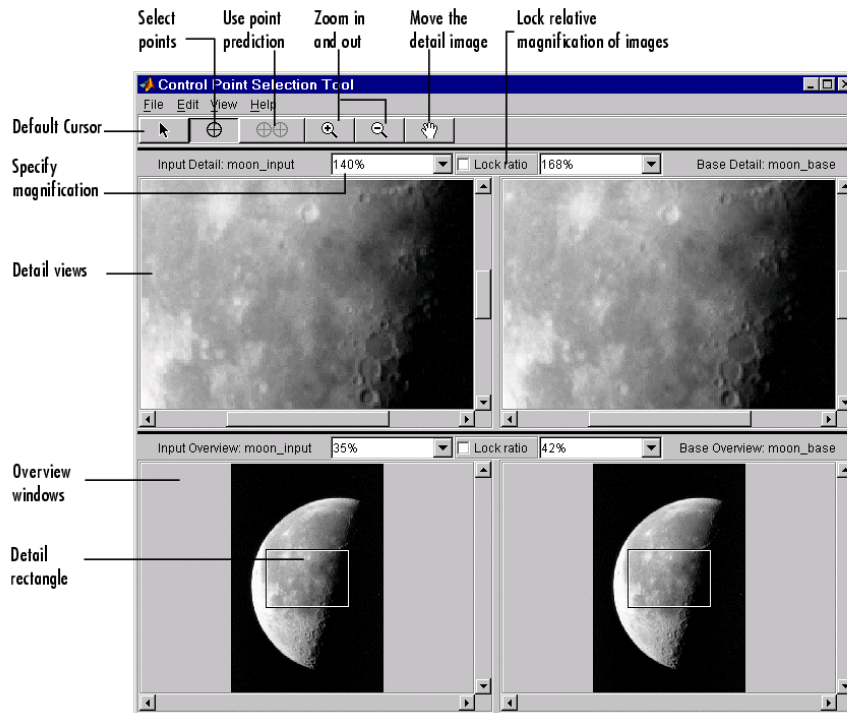 Select points
Use point prediction
Zoom in and out
Move the detail image
Lock relative magnification of images
Control Point Selection Tool
File Edit View Help
Default Cursor
Specify magnification
Input Detail: moon_input
140%
Lock ratio
168%
Base Detail: moon_base
Detail views
Input Overview: moon_input
35%
Lock ratio
42%
Base Overview: moon_base
Overview windows
Detail rectangle